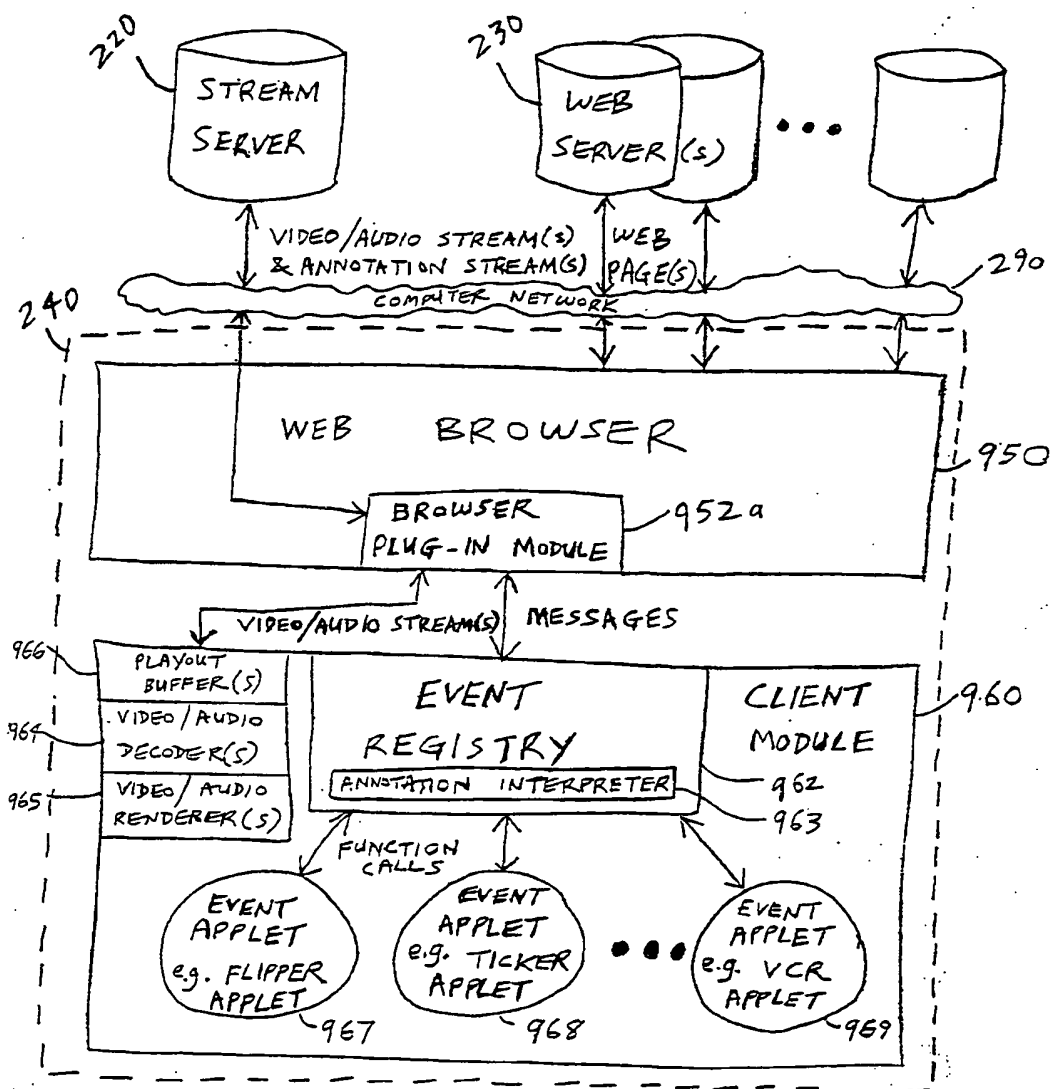 220
STREAM
SERVER
230
WEB
SERVER (s)
VIDEO/AUDIO STREAM(s)
& ANNOTATION STREAM(s)
WEB
PAGE(s)
290
COMPUTER NETWORK
240
WEB BROWSER
950
BROWSER
PLUG-IN MODULE
952a
VIDEO/AUDIO STREAM(s)
MESSAGES
966
PLAYOUT
BUFFER(s)
964
VIDEO/AUDIO
DECODER(s)
965
VIDEO/AUDIO
RENDERER(s)
EVENT
REGISTRY
ANNOTATION INTERPRETER
CLIENT
MODULE
960
962
963
FUNCTION
CALLS
EVENT
APPLET
e.g. FLIPPER
APPLET
967
EVENT
APPLET
e.g. TICKER
APPLET
968
EVENT
APPLET
e.g. VCR
APPLET
969